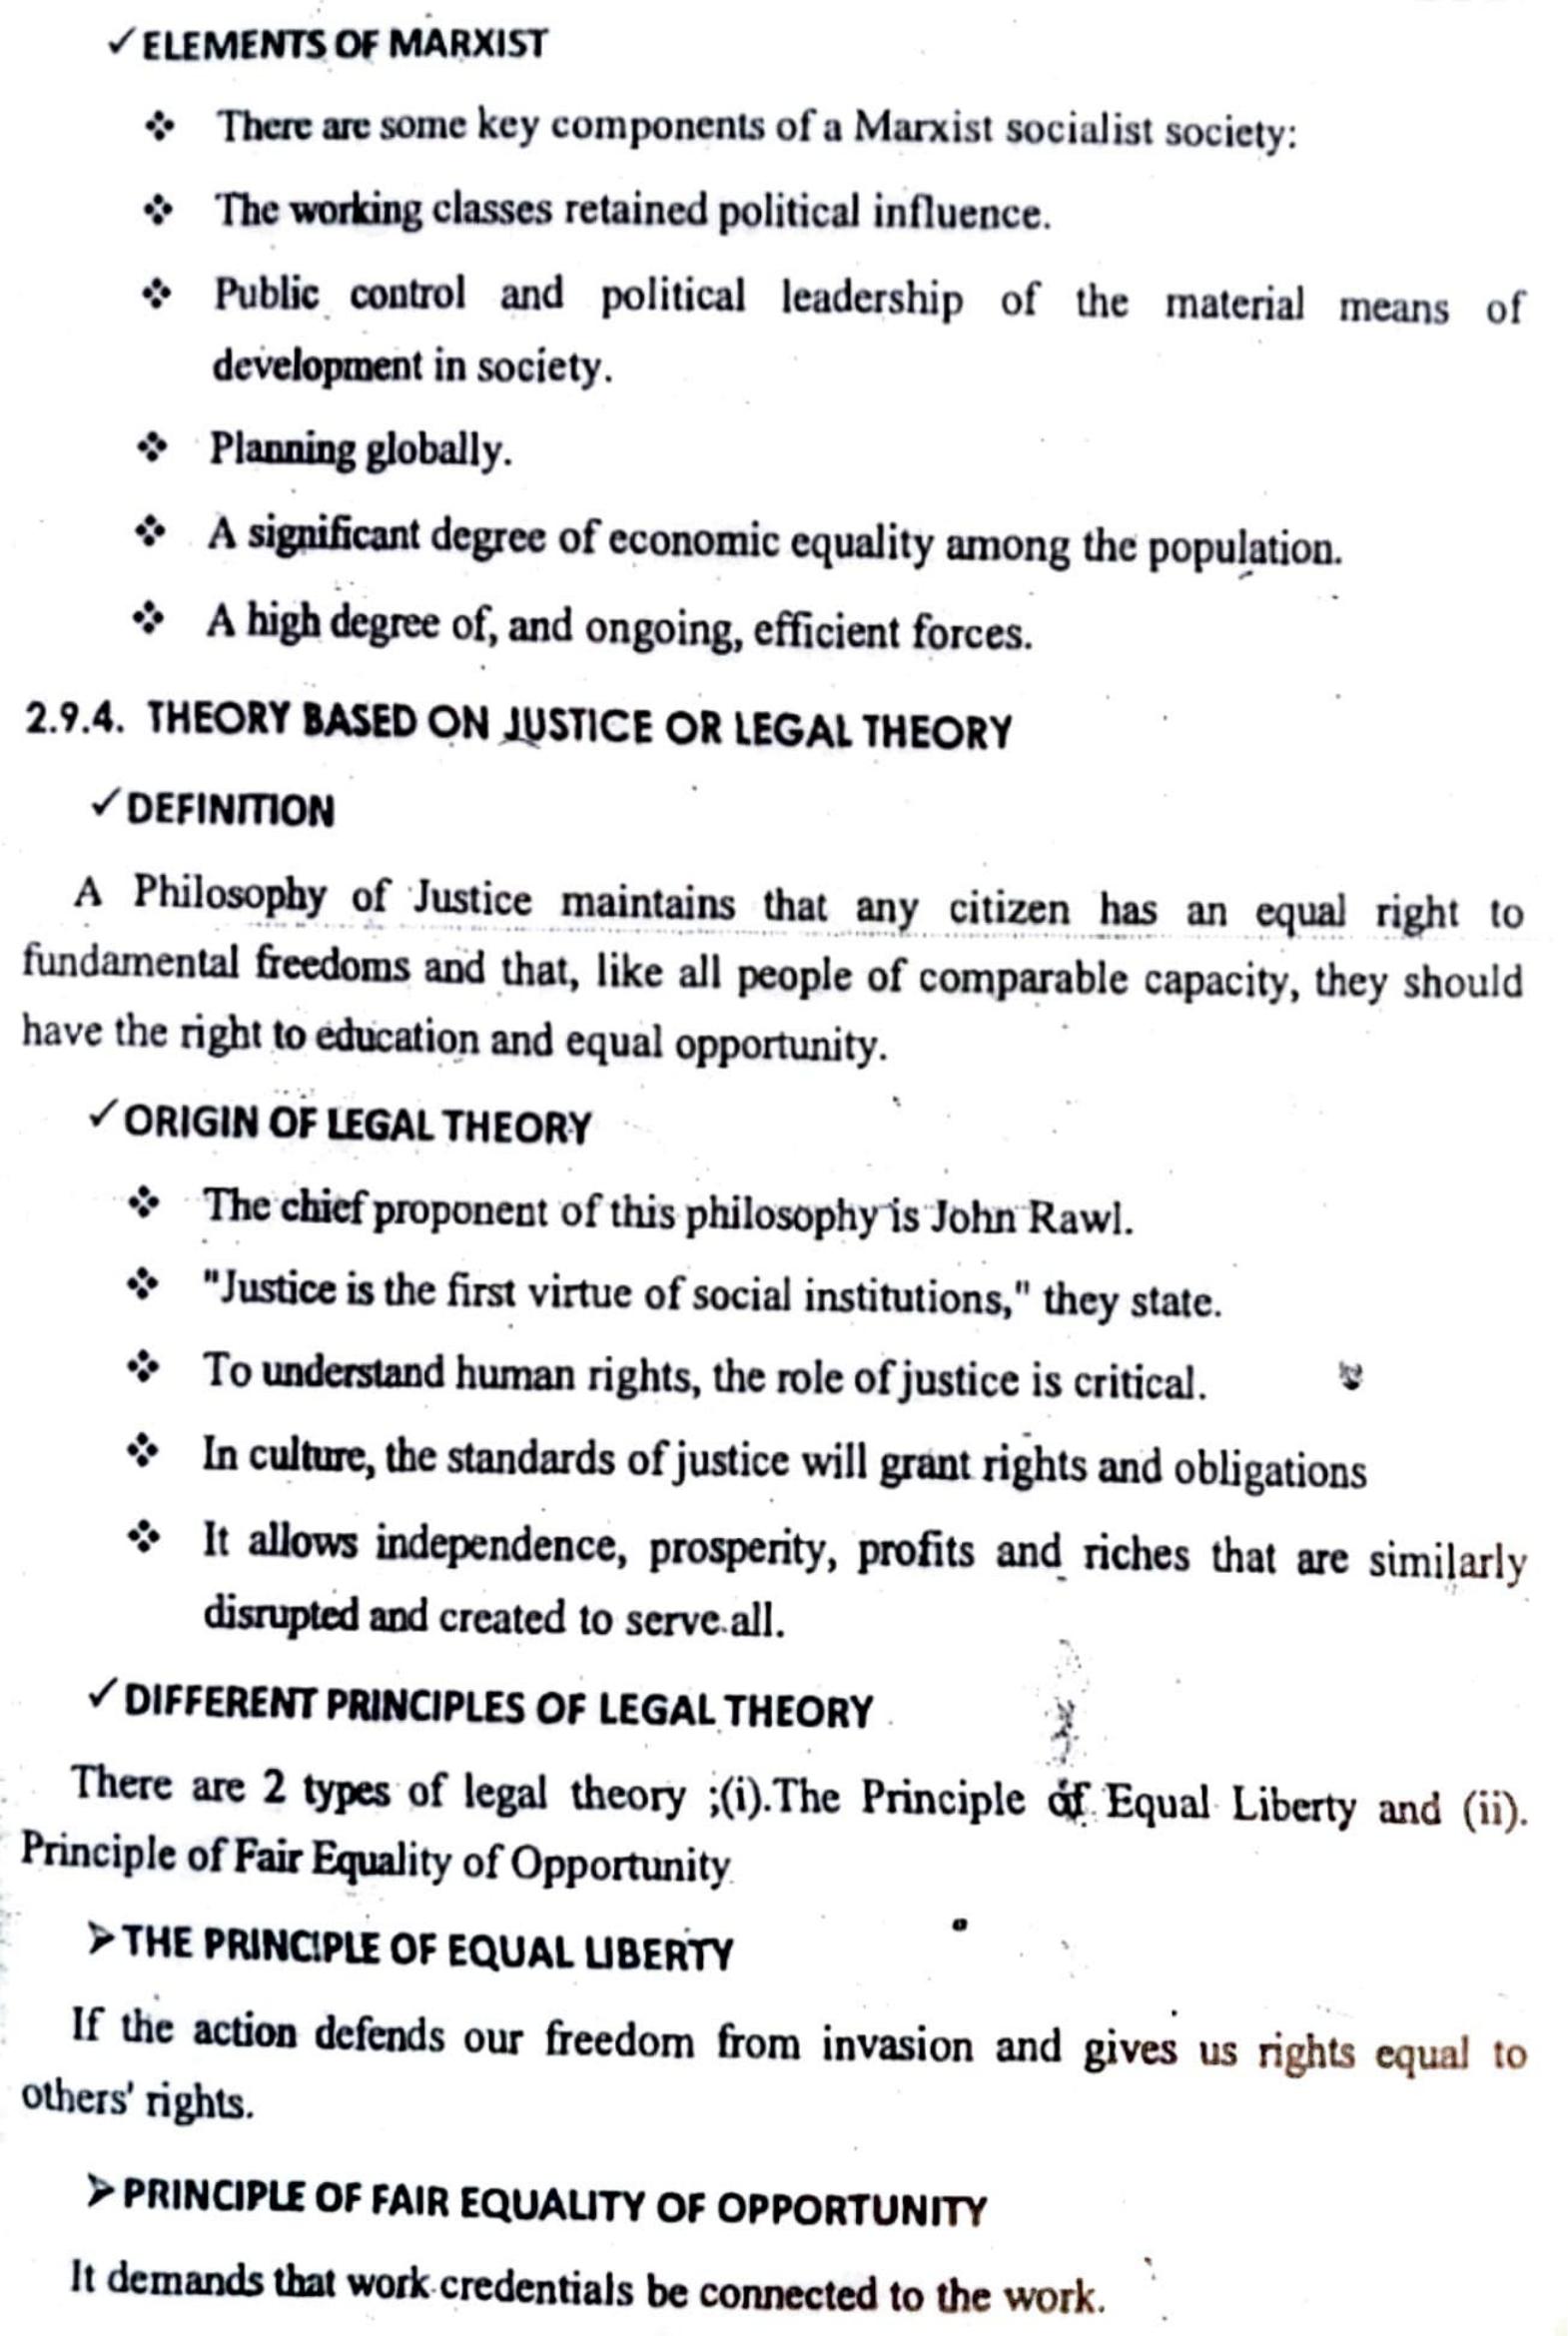 ✓ELEMENTS OF MARXIST
❖ There are some key components of a Marxist socialist society:
❖ The working classes retained political influence.
❖ Public control and political leadership of the material means of
development in society.
❖ Planning globally.
❖ A significant degree of economic equality among the population.
❖ A high degree of, and ongoing, efficient forces.
2.9.4. THEORY BASED ON JUSTICE OR LEGAL THEORY
✓DEFINITION
A Philosophy of Justice maintains that any citizen has an equal right to
fundamental freedoms and that, like all people of comparable capacity, they should
have the right to education and equal opportunity.
✓ORIGIN OF LEGAL THEORY
❖ The chief proponent of this philosophy is John Rawl.
❖ "Justice is the first virtue of social institutions," they state.
❖ To understand human rights, the role of justice is critical.
❖ In culture, the standards of justice will grant rights and obligations
❖ It allows independence, prosperity, profits and riches that are similarly
disrupted and created to serve all.
✓DIFFERENT PRINCIPLES OF LEGAL THEORY
There are 2 types of legal theory ;(i).The Principle of Equal Liberty and (ii).
Principle of Fair Equality of Opportunity
➢THE PRINCIPLE OF EQUAL LIBERTY
If the action defends our freedom from invasion and gives us rights equal to
others' rights.
➢PRINCIPLE OF FAIR EQUALITY OF OPPORTUNITY
It demands that work credentials be connected to the work.